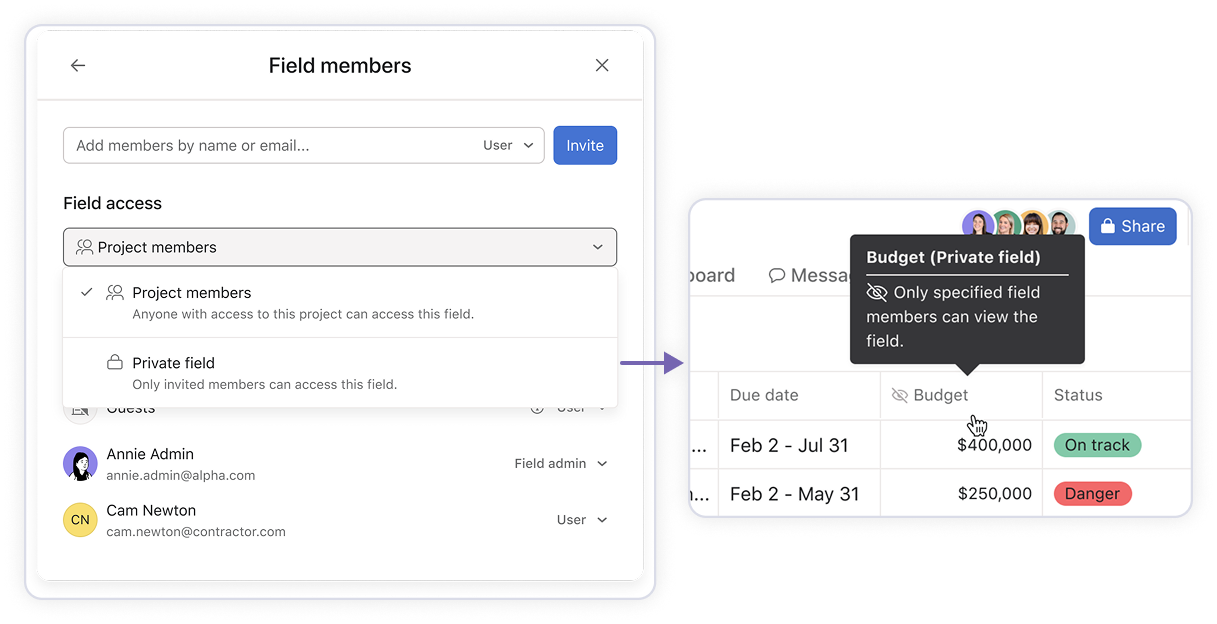 Field members
Add members by name or email... User
Invite
Field access
Project members
Project members
Anyone with access to this project can access this field.
Private field
Only invited members can access this field.
Guests User
Annie Admin
annie.admin@alpha.com
Field admin
CN
Cam Newton
cam.newton@contractor.com
User
Share
Budget (Private field)
Only specified field
members can view the
field.
Due date Budget Status
... Feb 2 - Jul 31 $400,000 On track
... Feb 2 - May 31 $250,000 Danger